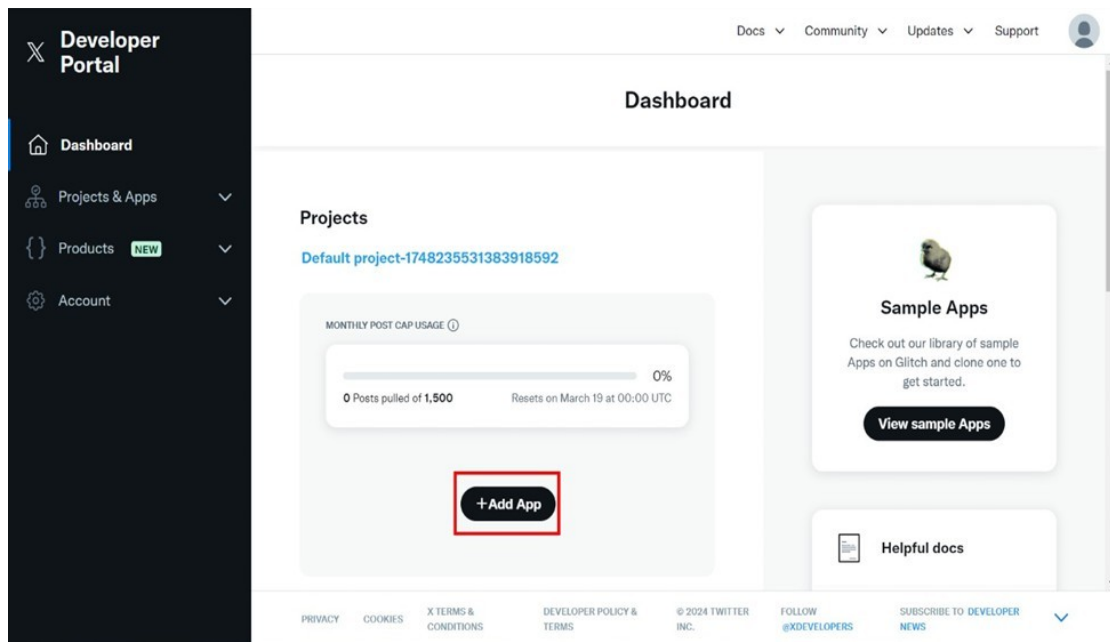 Developer
Portal
Docs
Community
Updates
Support
Dashboard
Dashboard
Projects & Apps
Products NEW
Account
Projects
Default project-1748235531383918592
MONTHLY POST CAP USAGE
0%
0 Posts pulled of 1,500
Resets on March 19 at 00:00 UTC
+Add App
Sample Apps
Check out our library of sample
Apps on Glitch and clone one to
get started.
View sample Apps
Helpful docs
PRIVACY
COOKIES
X TERMS &
CONDITIONS
DEVELOPER POLICY &
TERMS
© 2024 TWITTER
INC.
FOLLOW
@XDEVELOPERS
SUBSCRIBE TO DEVELOPER
NEWS